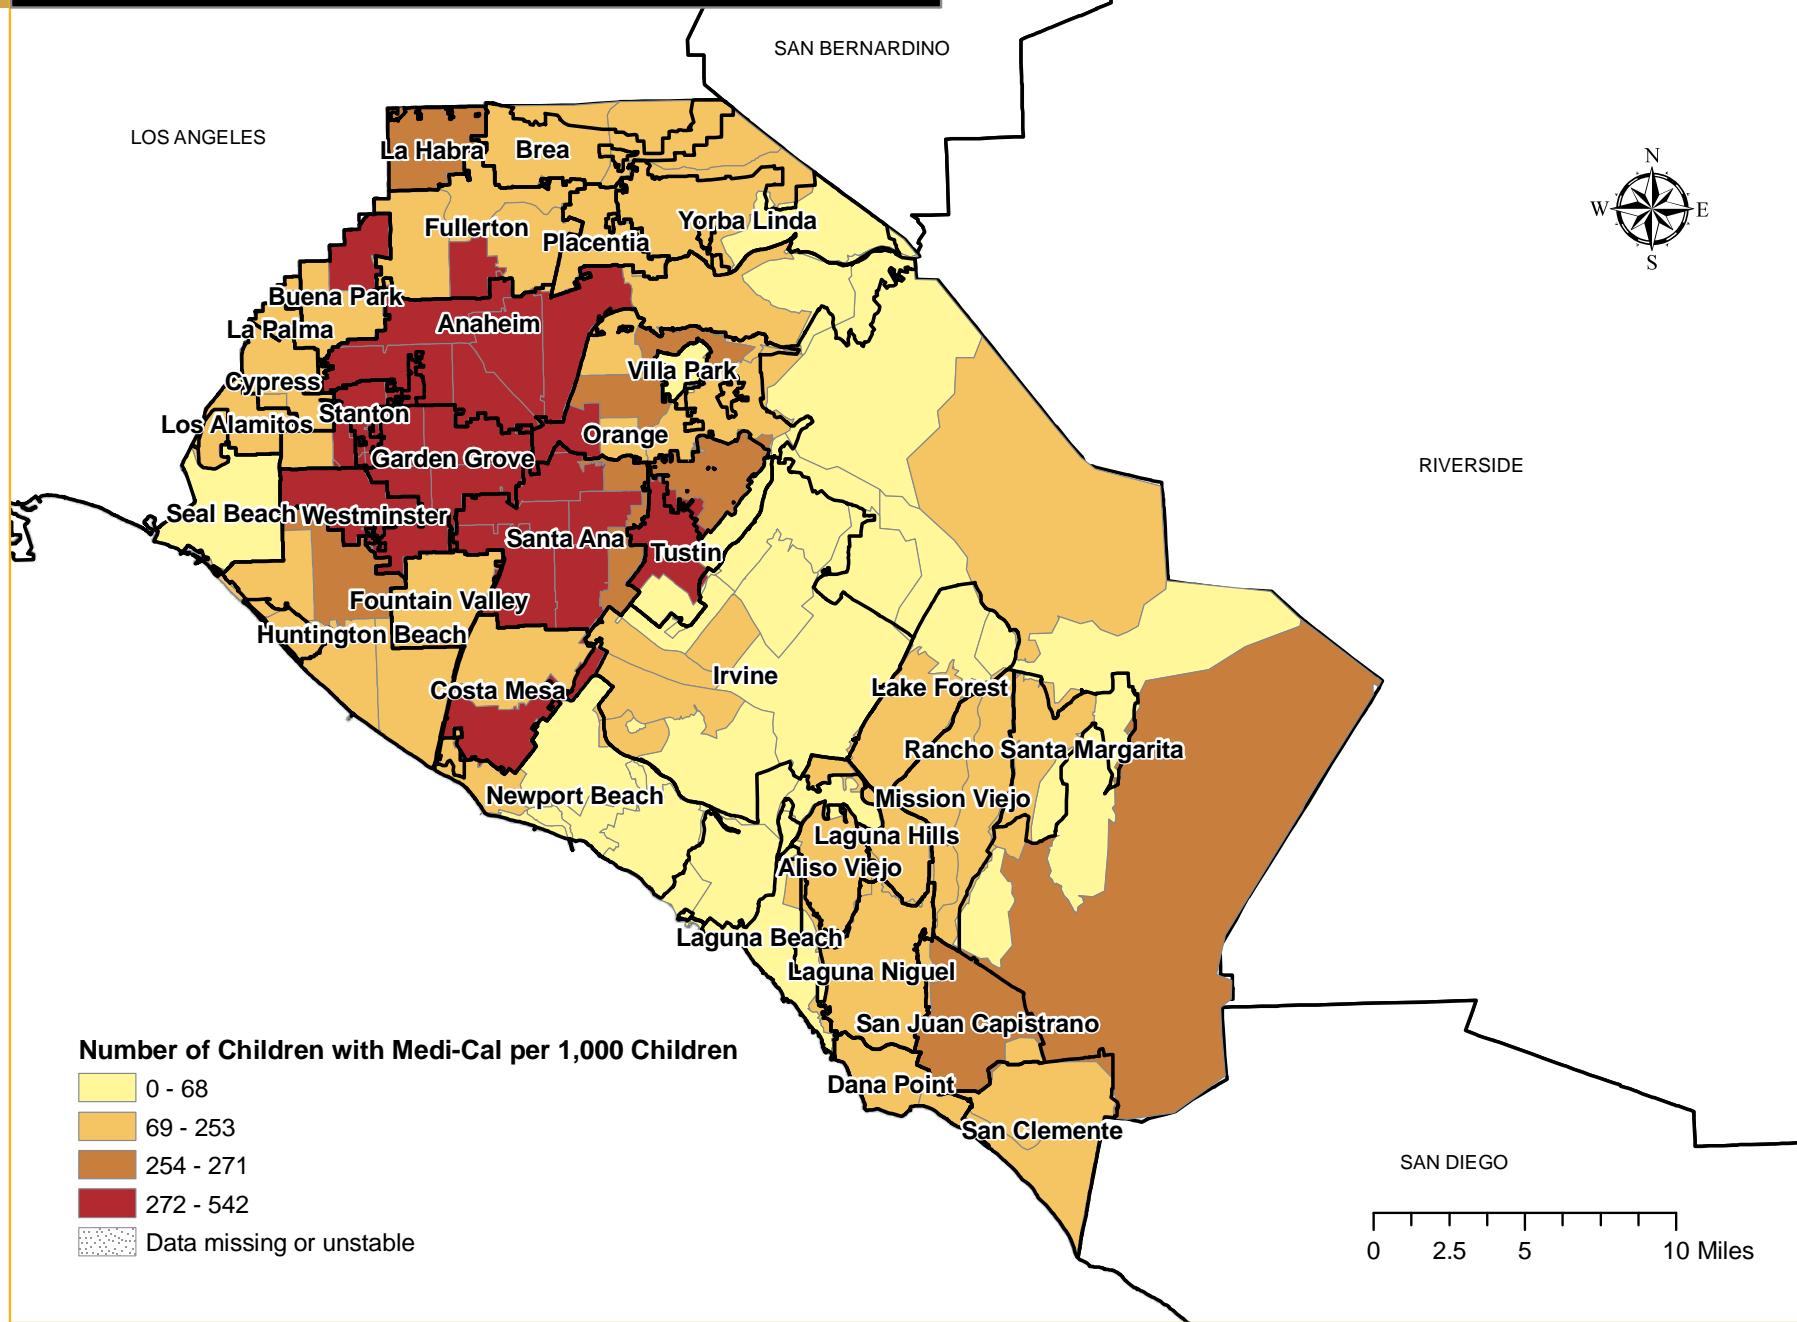 SAN BERNARDINO
LOS ANGELES
N
W E
S
La Habra
Brea
Fullerton
Placentia
Yorba Linda
Buena Park
La Palma
Anaheim
Cypress
Villa Park
Los Alamitos
Stanton
Orange
Garden Grove
RIVERSIDE
Seal Beach
Westminster
Santa Ana
Tustin
Fountain Valley
Huntington Beach
Irvine
Costa Mesa
Lake Forest
Rancho Santa Margarita
Newport Beach
Mission Viejo
Laguna Hills
Aliso Viejo
Laguna Beach
Laguna Niguel
San Juan Capistrano
Dana Point
San Clemente
SAN DIEGO
Number of Children with Medi-Cal per 1,000 Children
0 - 68
69 - 253
254 - 271
272 - 542
Data missing or unstable
0 2.5 5 10 Miles